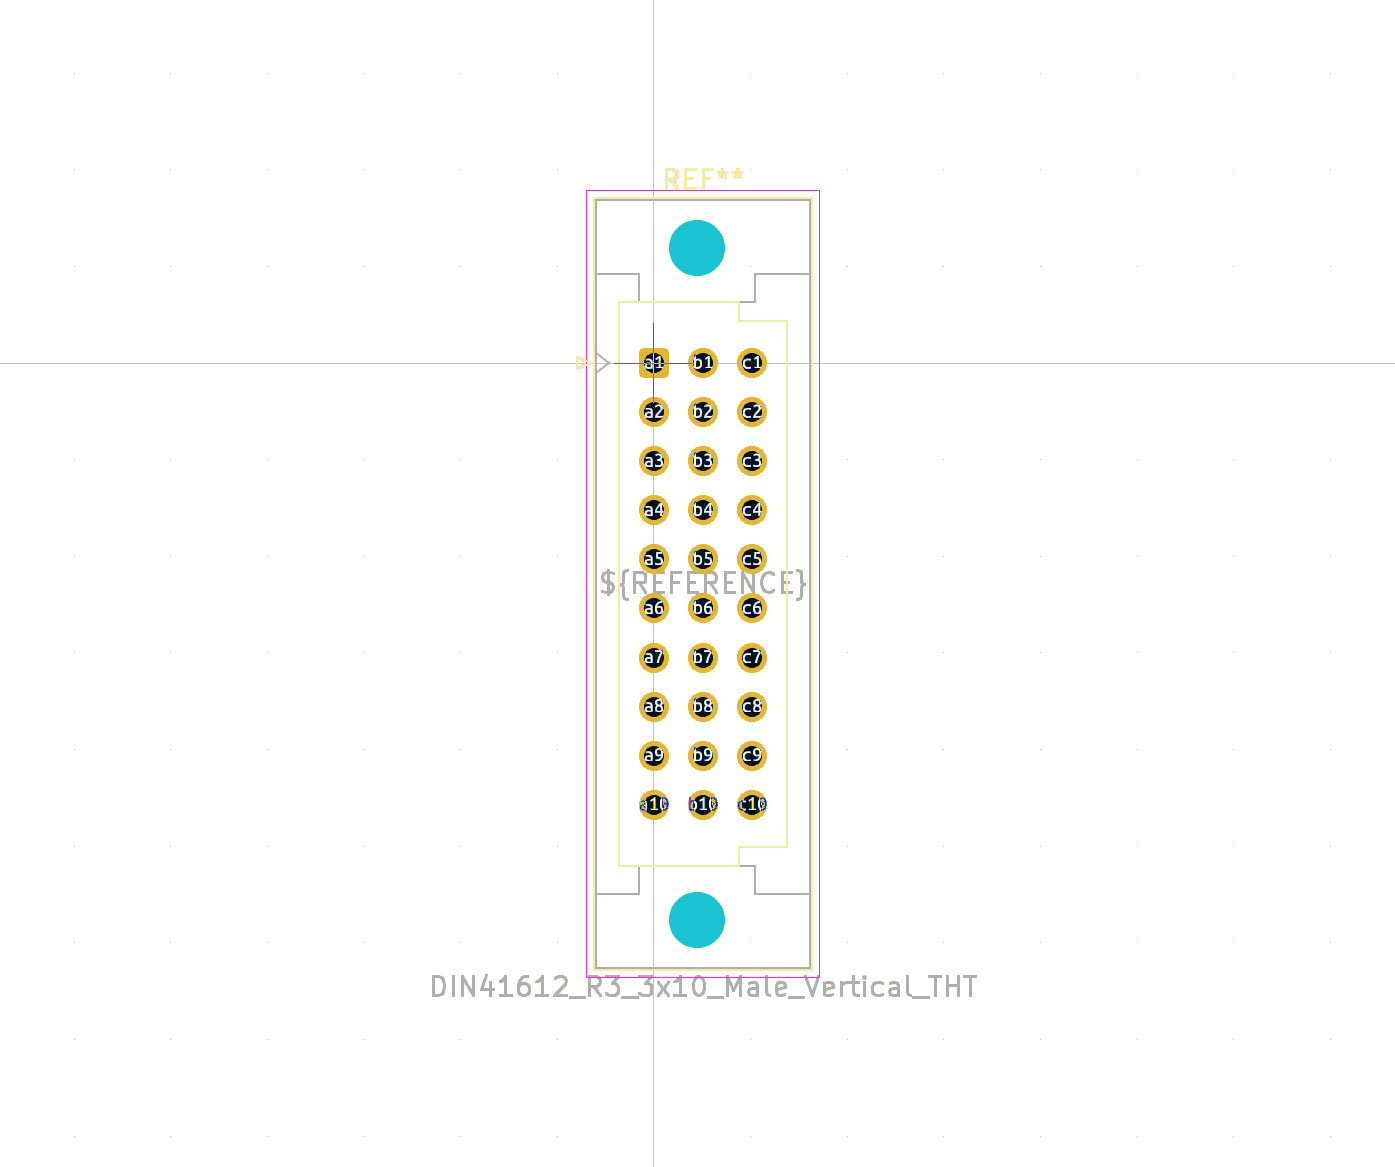 REF**
a1 b1 c1
a2 b2 c2
a3 b3 c3
a4 b4 c4
a5 b5 c5
${REFERENCE}
a6 b6 c6
a7 b7 c7
a8 b8 c8
a9 b9 c9
a10 b10 c10
DIN41612_R3_3x10_Male_Vertical_THT